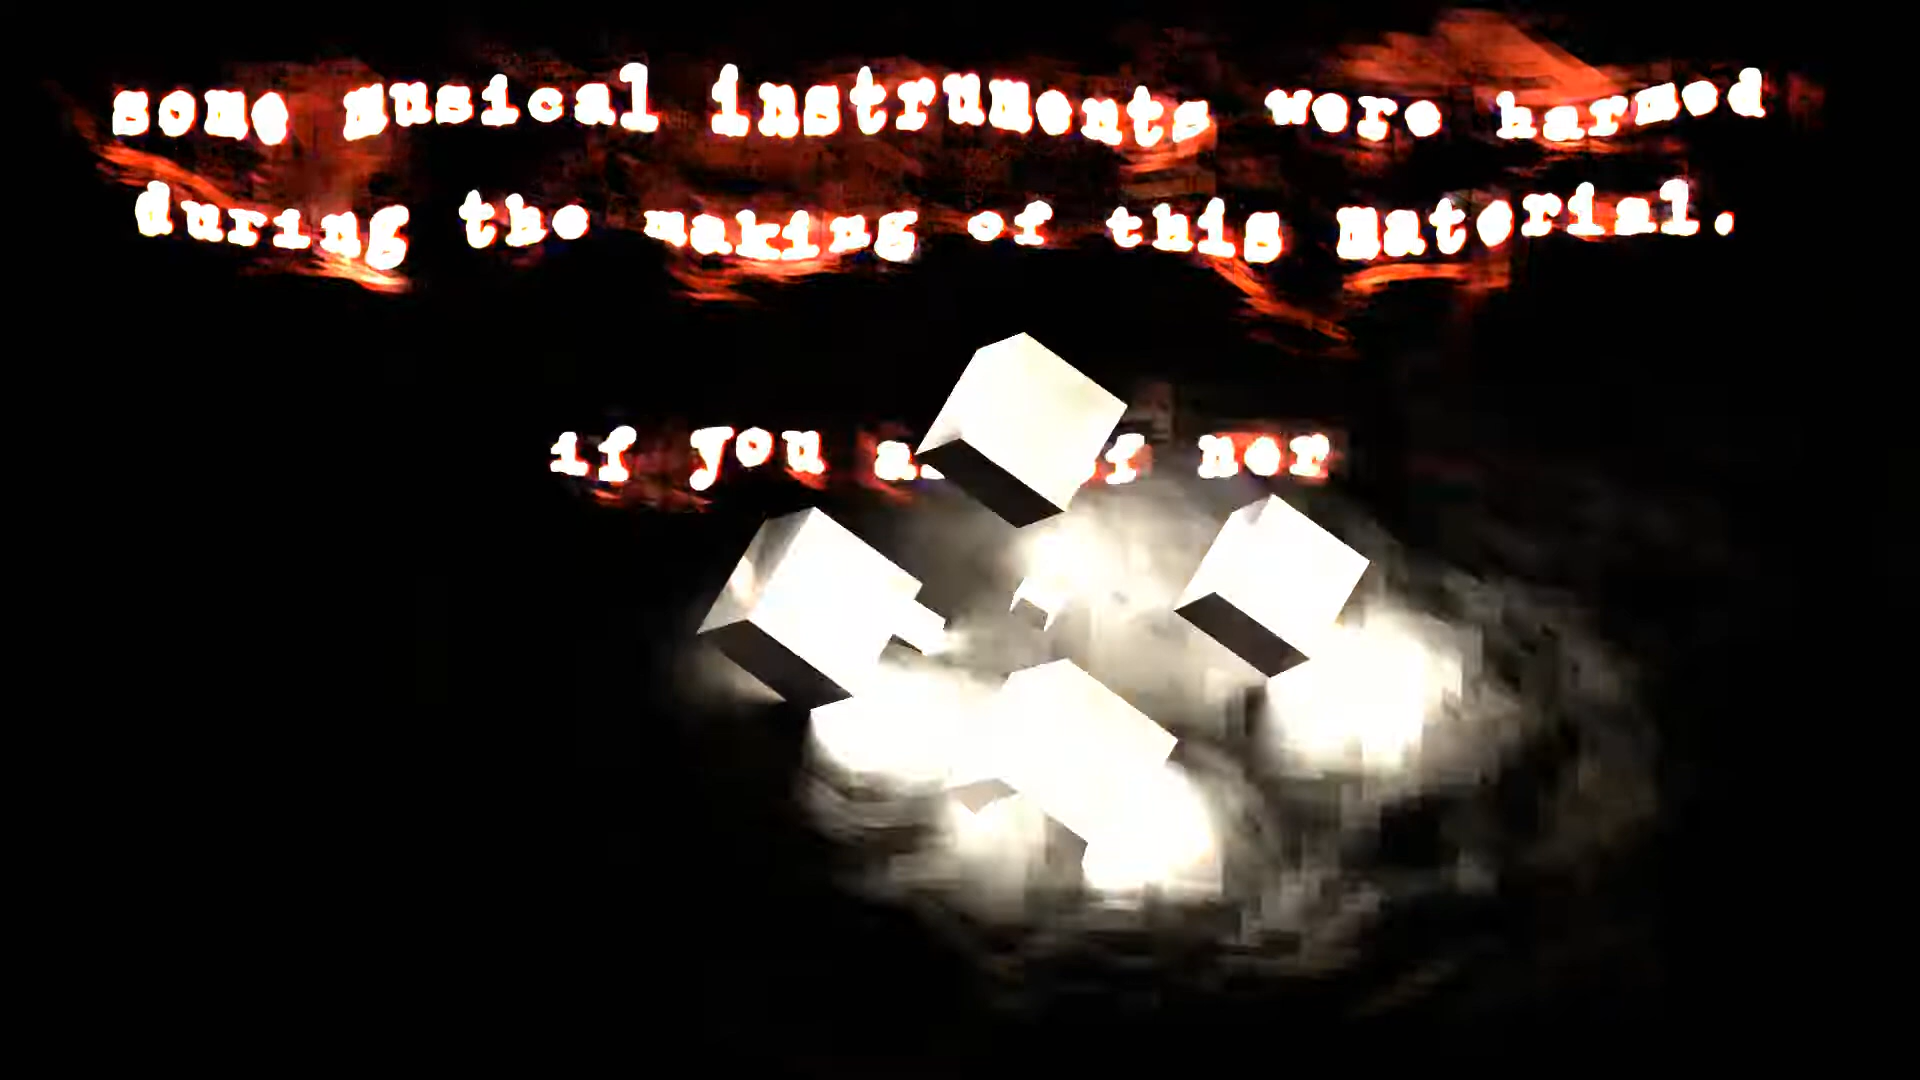 some musical instruments were harmed
during the making of this material.
if you